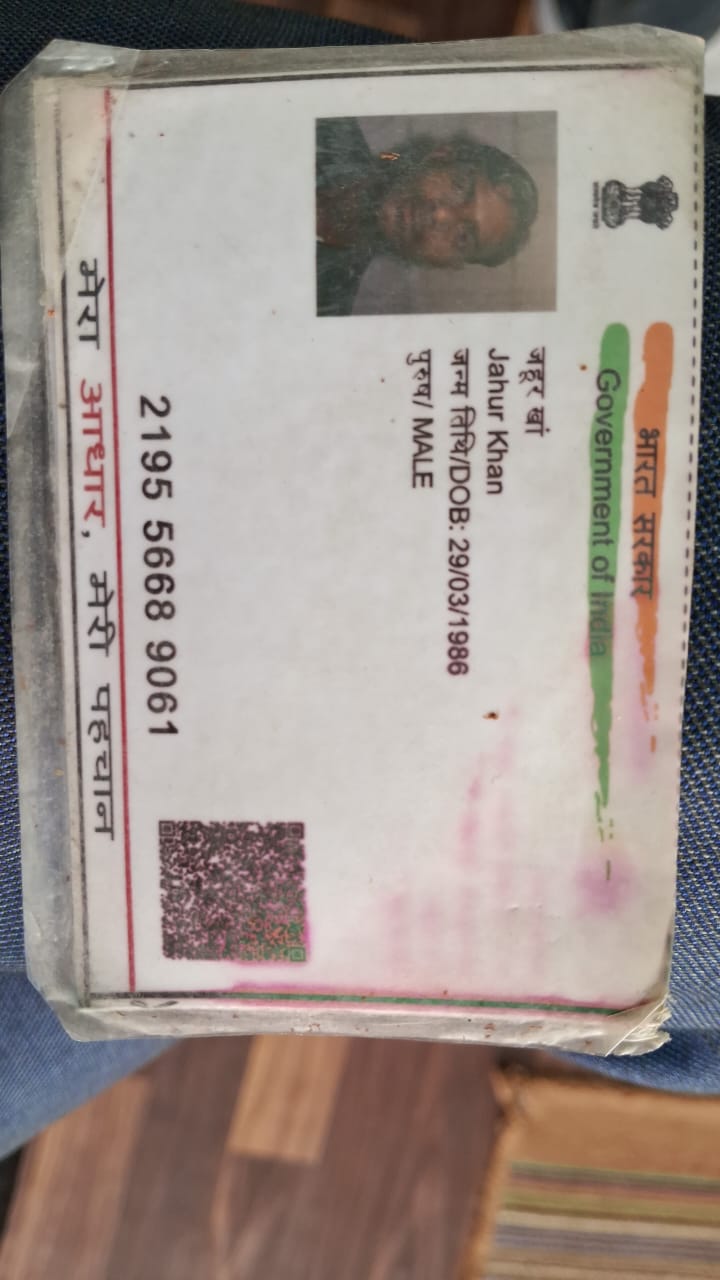 भारत सरकार
Government of India
जहूर खां
Jahur Khan
जन्म तिथि/DOB: 29/03/1986
पुरुष/ MALE
2195 5668 9061
मेरा आधार, मेरी पहचान